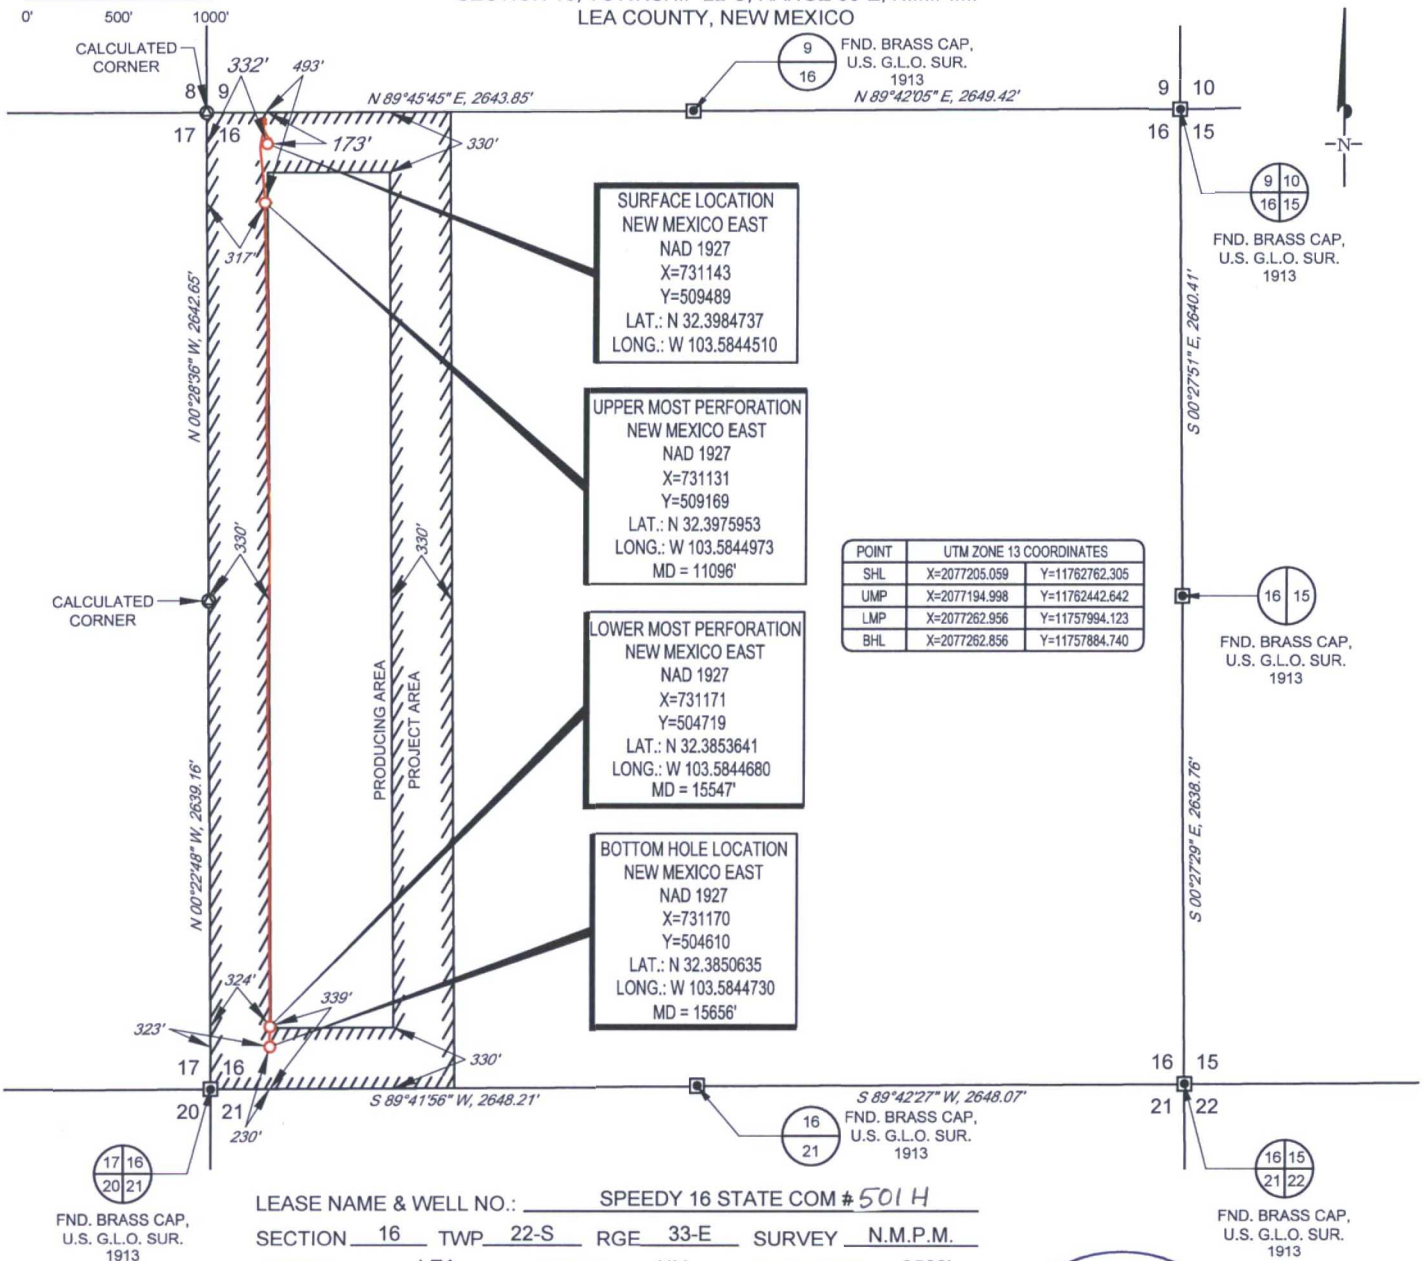 LEA COUNTY, NEW MEXICO
0' 500' 1000'
CALCULATED
CORNER
332'
493'
8 9
17 16
N 89°45'45" E, 2643.85'
9
16
FND. BRASS CAP,
U.S. G.L.O. SUR.
1913
N 89°42'05" E, 2649.42'
9 10
16 15
-N-
173'
330'
9 10
16 15
FND. BRASS CAP,
U.S. G.L.O. SUR.
1913
317'
N 00°28'36" W, 2642.65'
S 00°27'51" E, 2640.41'
SURFACE LOCATION
NEW MEXICO EAST
NAD 1927
X=731143
Y=509489
LAT.: N 32.3984737
LONG.: W 103.5844510
UPPER MOST PERFORATION
NEW MEXICO EAST
NAD 1927
X=731131
Y=509169
LAT.: N 32.3975953
LONG.: W 103.5844973
MD = 11096'
330'
330'
CALCULATED
CORNER
POINT UTM ZONE 13 COORDINATES
SHL X=2077205.059 Y=11762762.305
UMP X=2077194.998 Y=11762442.642
LMP X=2077262.956 Y=11757994.123
BHL X=2077262.856 Y=11757884.740
16 15
FND. BRASS CAP,
U.S. G.L.O. SUR.
1913
LOWER MOST PERFORATION
NEW MEXICO EAST
NAD 1927
X=731171
Y=504719
LAT.: N 32.3853641
LONG.: W 103.5844680
MD = 15547'
PRODUCING AREA
PROJECT AREA
N 00°22'48" W, 2639.16'
S 00°27'29" E, 2638.76'
BOTTOM HOLE LOCATION
NEW MEXICO EAST
NAD 1927
X=731170
Y=504610
LAT.: N 32.3850635
LONG.: W 103.5844730
MD = 15656'
324'
339'
323'
330'
17 16
20 21
230'
S 89°41'56" W, 2648.21'
S 89°42'27" W, 2648.07'
16 15
21 22
16
21
FND. BRASS CAP,
U.S. G.L.O. SUR.
1913
17 16
20 21
FND. BRASS CAP,
U.S. G.L.O. SUR.
1913
16 15
21 22
FND. BRASS CAP,
U.S. G.L.O. SUR.
1913
LEASE NAME & WELL NO.: SPEEDY 16 STATE COM # 501H
SECTION 16 TWP 22-S RGE 33-E SURVEY N.M.P.M.